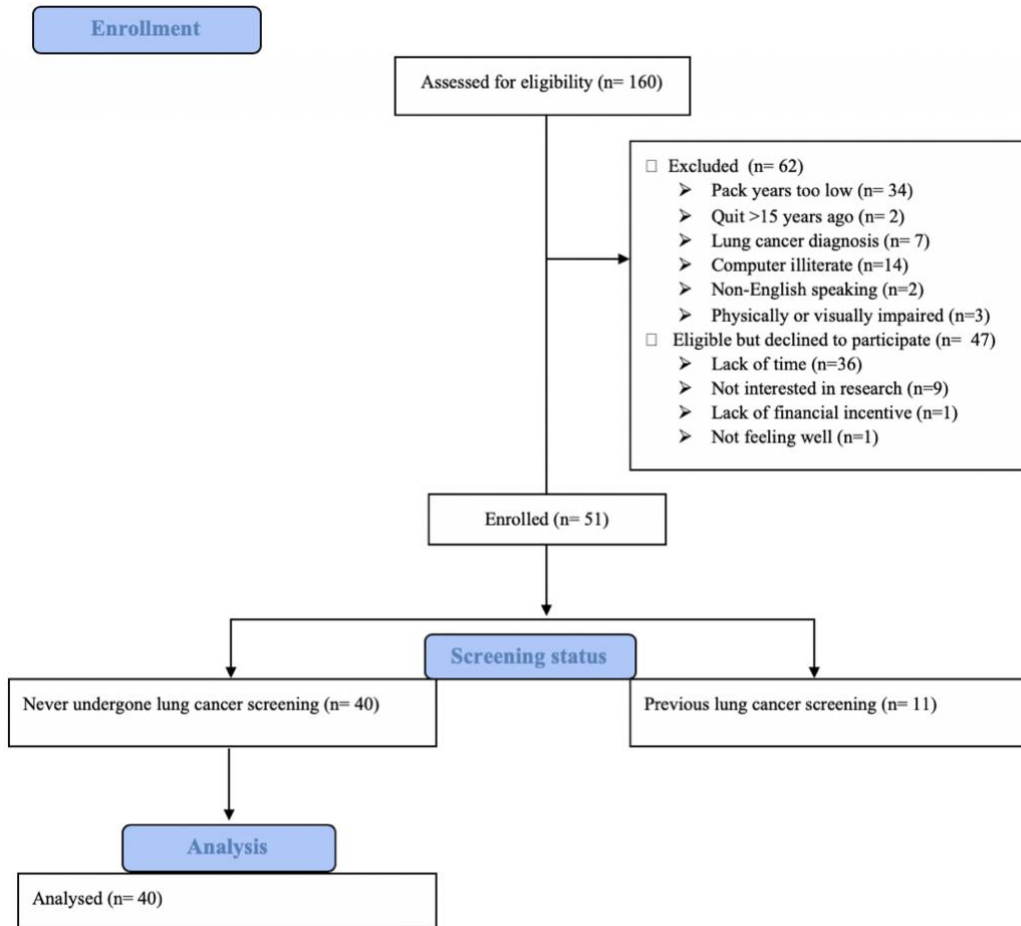 Enrollment
Assessed for eligibility (n= 160)
□ Excluded (n= 62)
➢ Pack years too low (n= 34)
➢ Quit >15 years ago (n= 2)
➢ Lung cancer diagnosis (n= 7)
➢ Computer illiterate (n=14)
➢ Non-English speaking (n=2)
➢ Physically or visually impaired (n=3)
□ Eligible but declined to participate (n= 47)
➢ Lack of time (n=36)
➢ Not interested in research (n=9)
➢ Lack of financial incentive (n=1)
➢ Not feeling well (n=1)
Enrolled (n= 51)
Screening status
Never undergone lung cancer screening (n= 40)
Previous lung cancer screening (n= 11)
Analysis
Analysed (n= 40)